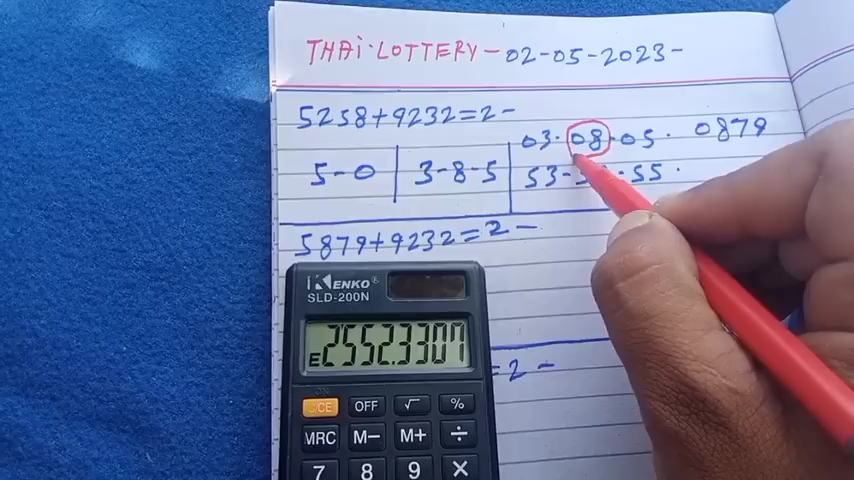 THAI·LOTTERY-02-05-2023-
5258+9232=2-
03·08·05· 0879
5-0 3-8-5 53- -55·
5879+9232=2-
KENKO®
SLD-200N
E2552.3307
=2-
CE OFF √ %
MRC M- M+ ÷
7 8 9 ×